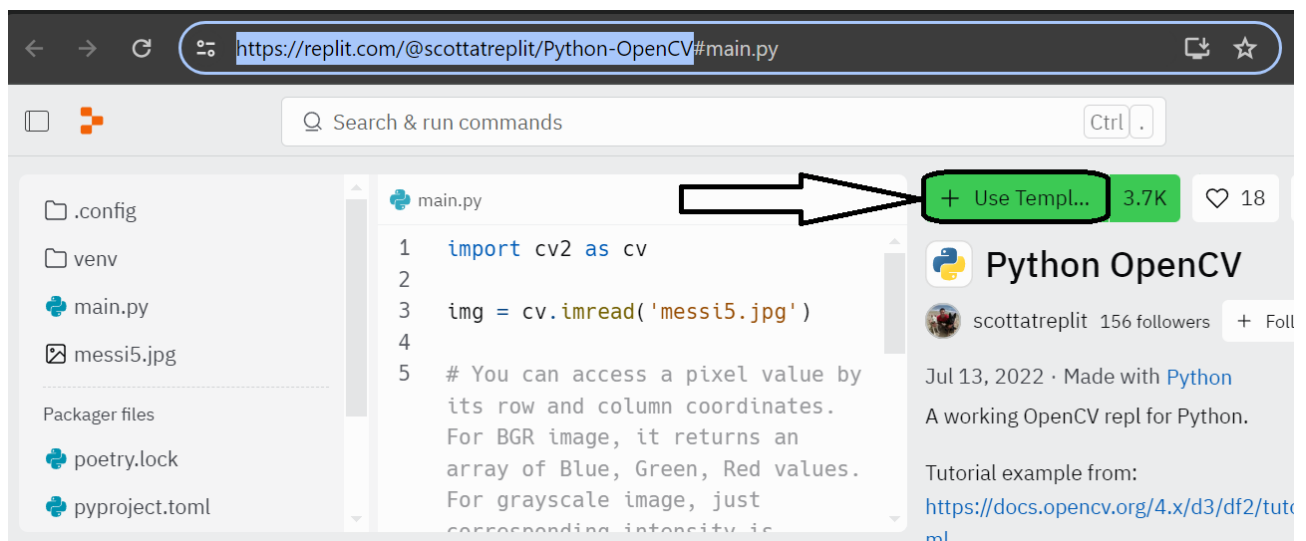 https://replit.com/@scottatreplit/Python-OpenCV#main.py
Search & run commands
Ctrl .
.config
venv
main.py
messi5.jpg
Packager files
poetry.lock
pyproject.toml
main.py
1 import cv2 as cv
2
3 img = cv.imread('messi5.jpg')
4
5 # You can access a pixel value by
its row and column coordinates.
For BGR image, it returns an
array of Blue, Green, Red values.
For grayscale image, just
corresponding intensity is
+ Use Templ... 3.7K 18
Python OpenCV
scottatreplit 156 followers + Foll
Jul 13, 2022 · Made with Python
A working OpenCV repl for Python.
Tutorial example from:
https://docs.opencv.org/4.x/d3/df2/tuto
ml